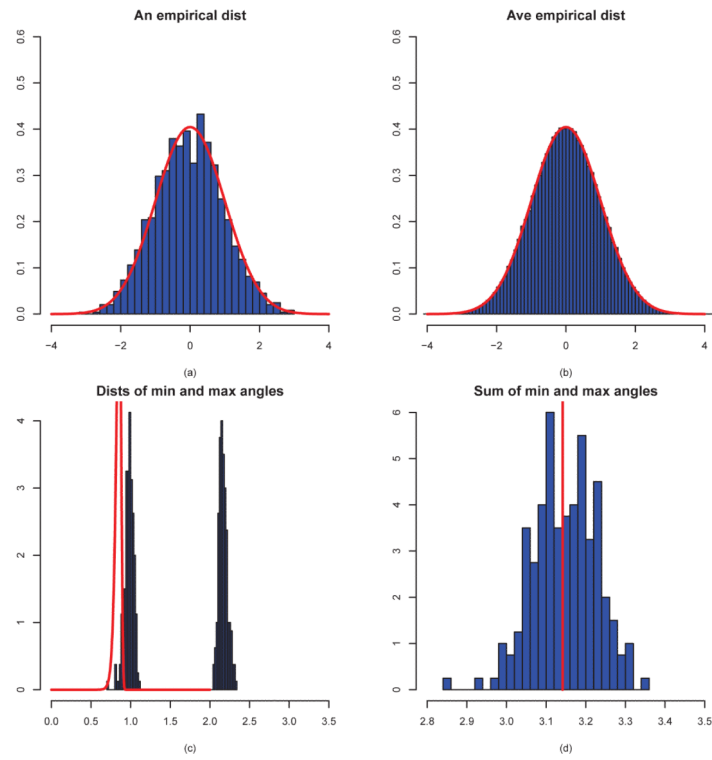 An empirical dist
0.6
0.5
0.4
0.3
0.2
0.1
0.0
−4 −2 0 2 4
(a)
Ave empirical dist
0.6
0.5
0.4
0.3
0.2
0.1
0.0
−4 −2 0 2 4
(b)
Dists of min and max angles
4
3
2
1
0
0.0 0.5 1.0 1.5 2.0 2.5 3.0 3.5
(c)
Sum of min and max angles
6
5
4
3
2
1
0
2.8 2.9 3.0 3.1 3.2 3.3 3.4 3.5
(d)